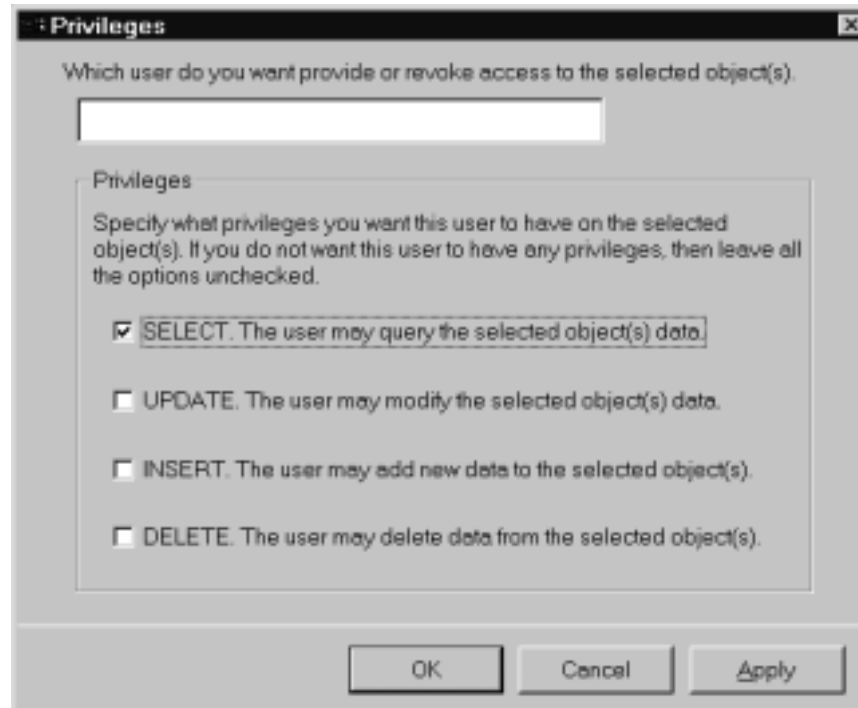 Privileges
Which user do you want provide or revoke access to the selected object(s).
Privileges
Specify what privileges you want this user to have on the selected
object(s). If you do not want this user to have any privileges, then leave all
the options unchecked.
SELECT. The user may query the selected object(s) data.
UPDATE. The user may modify the selected object(s) data.
INSERT. The user may add new data to the selected object(s).
DELETE. The user may delete data from the selected object(s).
OK Cancel Apply